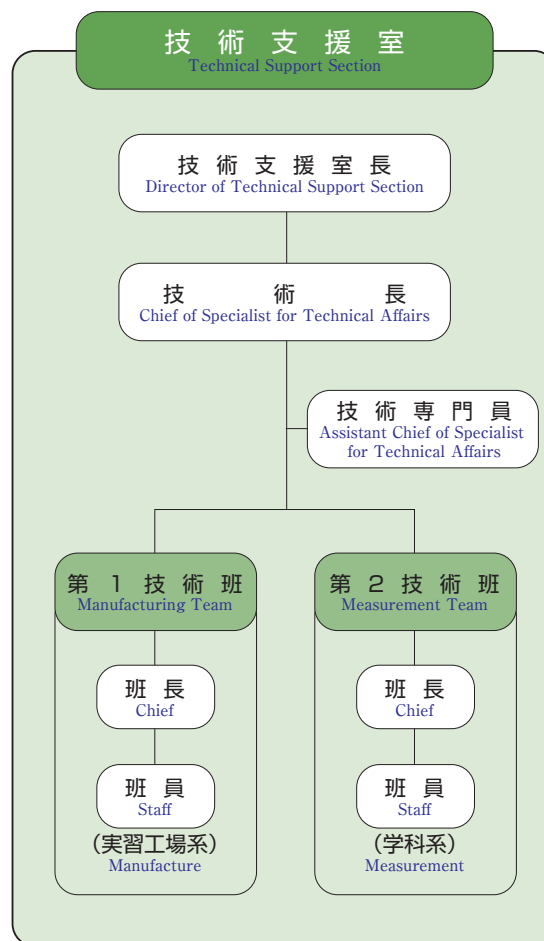 技術支援室
Technical Support Section
技術支援室長
Director of Technical Support Section
技術長
Chief of Specialist for Technical Affairs
技術専門員
Assistant Chief of Specialist
for Technical Affairs
第1技術班
Manufacturing Team
班長
Chief
班員
Staff
(実習工場系)
Manufacture
第2技術班
Measurement Team
班長
Chief
班員
Staff
(学科系)
Measurement